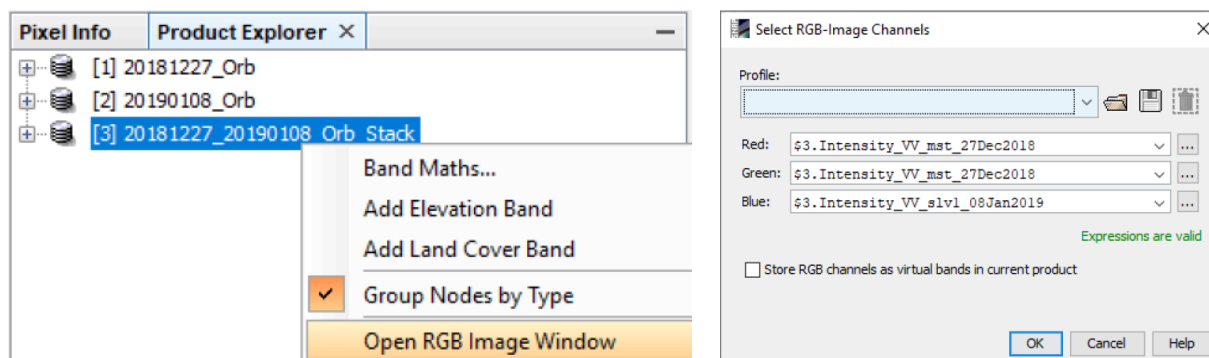 Pixel Info
Product Explorer
[1] 20181227_Orb
[2] 20190108_Orb
[3] 20181227_20190108_Orb_Stack
Band Maths...
Add Elevation Band
Add Land Cover Band
Group Nodes by Type
Open RGB Image Window
Select RGB-Image Channels
Profile:
Red: $3.Intensity_VV_mst_27Dec2018 ...
Green: $3.Intensity_VV_mst_27Dec2018 ...
Blue: $3.Intensity_VV_slv1_08Jan2019 ...
Expressions are valid
Store RGB channels as virtual bands in current product
OK Cancel Help